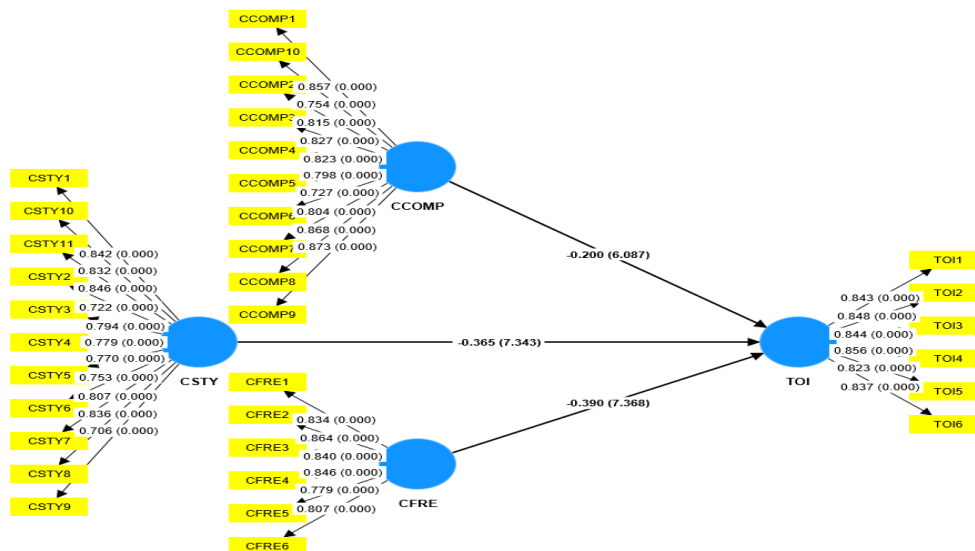 CCOMP1
CCOMP10
CCOMP2
CCOMP3
CCOMP4
CCOMP5
CCOMP6
CCOMP7
CCOMP8
CCOMP9
0.857 (0.000)
0.754 (0.000)
0.815 (0.000)
0.827 (0.000)
0.823 (0.000)
0.798 (0.000)
0.727 (0.000)
0.804 (0.000)
0.868 (0.000)
0.873 (0.000)
CCOMP
CSTY1
CSTY10
CSTY11
CSTY2
CSTY3
CSTY4
CSTY5
CSTY6
CSTY7
CSTY8
CSTY9
0.842 (0.000)
0.832 (0.000)
0.846 (0.000)
0.722 (0.000)
0.794 (0.000)
0.779 (0.000)
0.770 (0.000)
0.753 (0.000)
0.807 (0.000)
0.836 (0.000)
0.706 (0.000)
CSTY
CFRE1
CFRE2
CFRE3
CFRE4
CFRE5
CFRE6
0.834 (0.000)
0.864 (0.000)
0.840 (0.000)
0.846 (0.000)
0.779 (0.000)
0.807 (0.000)
CFRE
-0.200 (6.087)
-0.365 (7.343)
-0.390 (7.368)
TOI
0.843 (0.000)
0.848 (0.000)
0.844 (0.000)
0.856 (0.000)
0.823 (0.000)
0.837 (0.000)
TOI1
TOI2
TOI3
TOI4
TOI5
TOI6